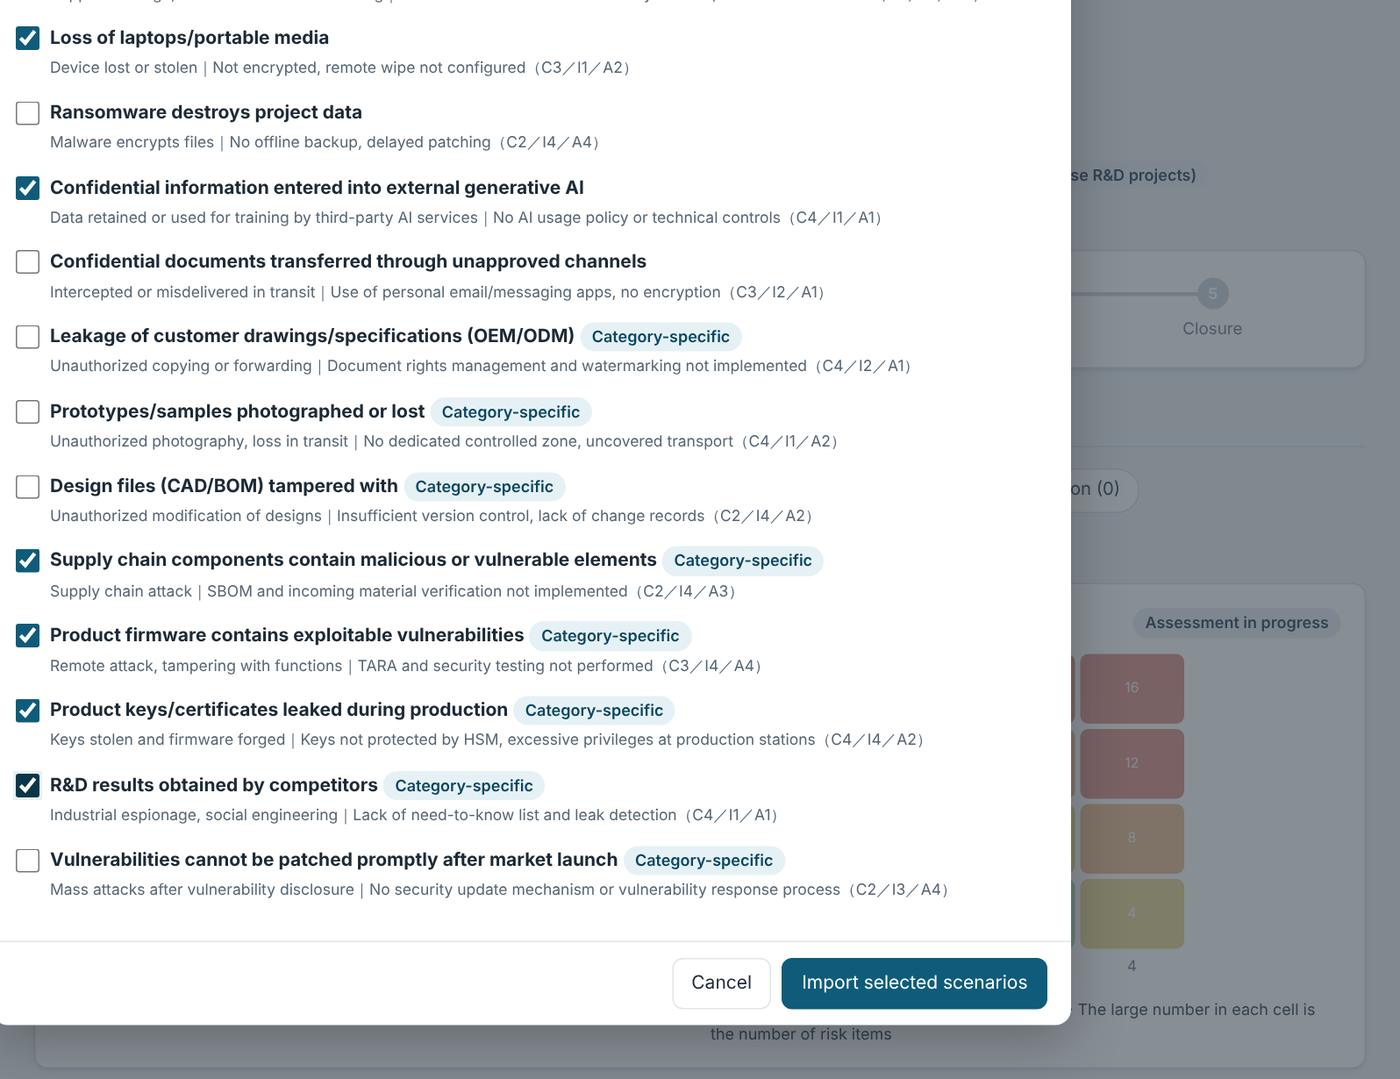 Loss of laptops/portable media
Device lost or stolen｜Not encrypted, remote wipe not configured（C3／I1／A2）
Ransomware destroys project data
Malware encrypts files｜No offline backup, delayed patching（C2／I4／A4）
Confidential information entered into external generative AI
Data retained or used for training by third-party AI services｜No AI usage policy or technical controls（C4／I1／A1）
Confidential documents transferred through unapproved channels
Intercepted or misdelivered in transit｜Use of personal email/messaging apps, no encryption（C3／I2／A1）
Leakage of customer drawings/specifications (OEM/ODM) Category-specific
Unauthorized copying or forwarding｜Document rights management and watermarking not implemented（C4／I2／A1）
Prototypes/samples photographed or lost Category-specific
Unauthorized photography, loss in transit｜No dedicated controlled zone, uncovered transport（C4／I1／A2）
Design files (CAD/BOM) tampered with Category-specific
Unauthorized modification of designs｜Insufficient version control, lack of change records（C2／I4／A2）
Supply chain components contain malicious or vulnerable elements Category-specific
Supply chain attack｜SBOM and incoming material verification not implemented（C2／I4／A3）
Product firmware contains exploitable vulnerabilities Category-specific
Remote attack, tampering with functions｜TARA and security testing not performed（C3／I4／A4）
Product keys/certificates leaked during production Category-specific
Keys stolen and firmware forged｜Keys not protected by HSM, excessive privileges at production stations（C4／I4／A2）
R&D results obtained by competitors Category-specific
Industrial espionage, social engineering｜Lack of need-to-know list and leak detection（C4／I1／A1）
Vulnerabilities cannot be patched promptly after market launch Category-specific
Mass attacks after vulnerability disclosure｜No security update mechanism or vulnerability response process（C2／I3／A4）
Cancel
Import selected scenarios
se R&D projects)
5
Closure
on (0)
Assessment in progress
16
12
8
4
4
The large number in each cell is
the number of risk items